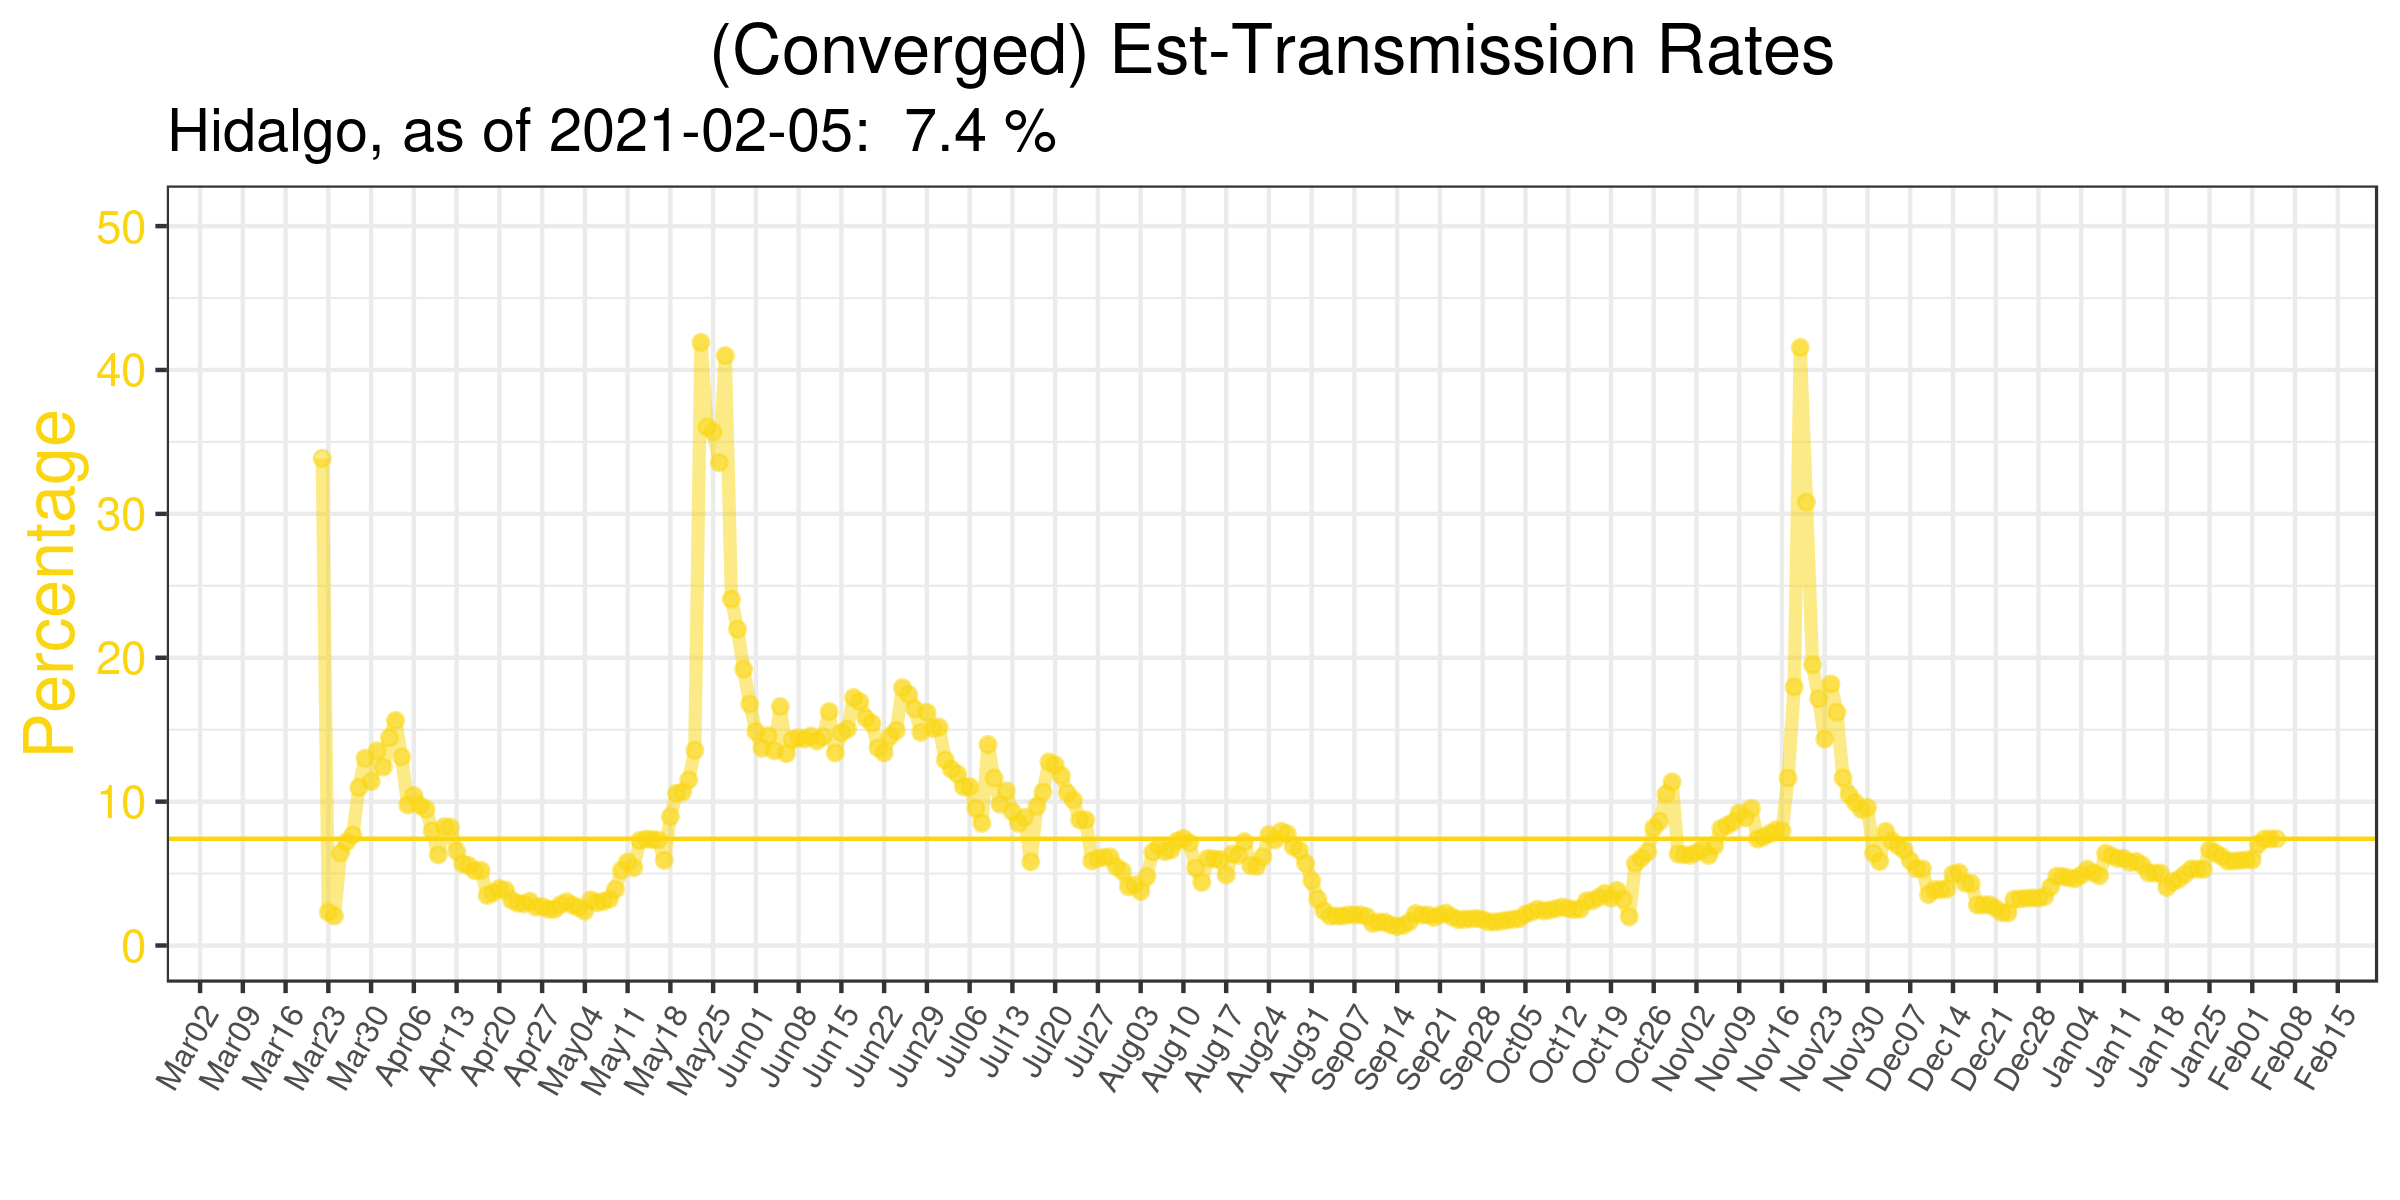 (Converged) Est-Transmission Rates
Hidalgo, as of 2021-02-05:  7.4 %
Percentage
50
40
30
20
10
0
Mar02 Mar09 Mar16 Mar23 Mar30 Apr06 Apr13 Apr20 Apr27 May04 May11 May18 May25 Jun01 Jun08 Jun15 Jun22 Jun29 Jul06 Jul13 Jul20 Jul27 Aug03 Aug10 Aug17 Aug24 Aug31 Sep07 Sep14 Sep21 Sep28 Oct05 Oct12 Oct19 Oct26 Nov02 Nov09 Nov16 Nov23 Nov30 Dec07 Dec14 Dec21 Dec28 Jan04 Jan11 Jan18 Jan25 Feb01 Feb08 Feb15